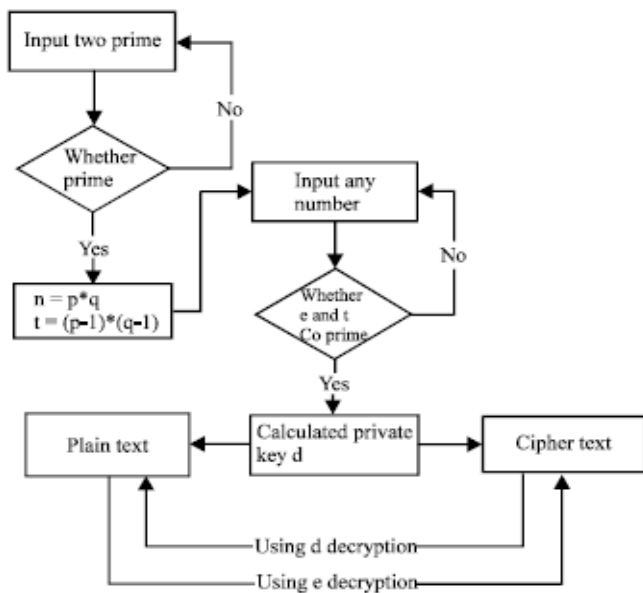 Input two prime
No
Whether
prime
Yes
n = p*q
t = (p-1)*(q-1)
Input any
number
No
Whether
e and t
Co prime
Yes
Plain text
Calculated private
key d
Cipher text
Using d decryption
Using e decryption